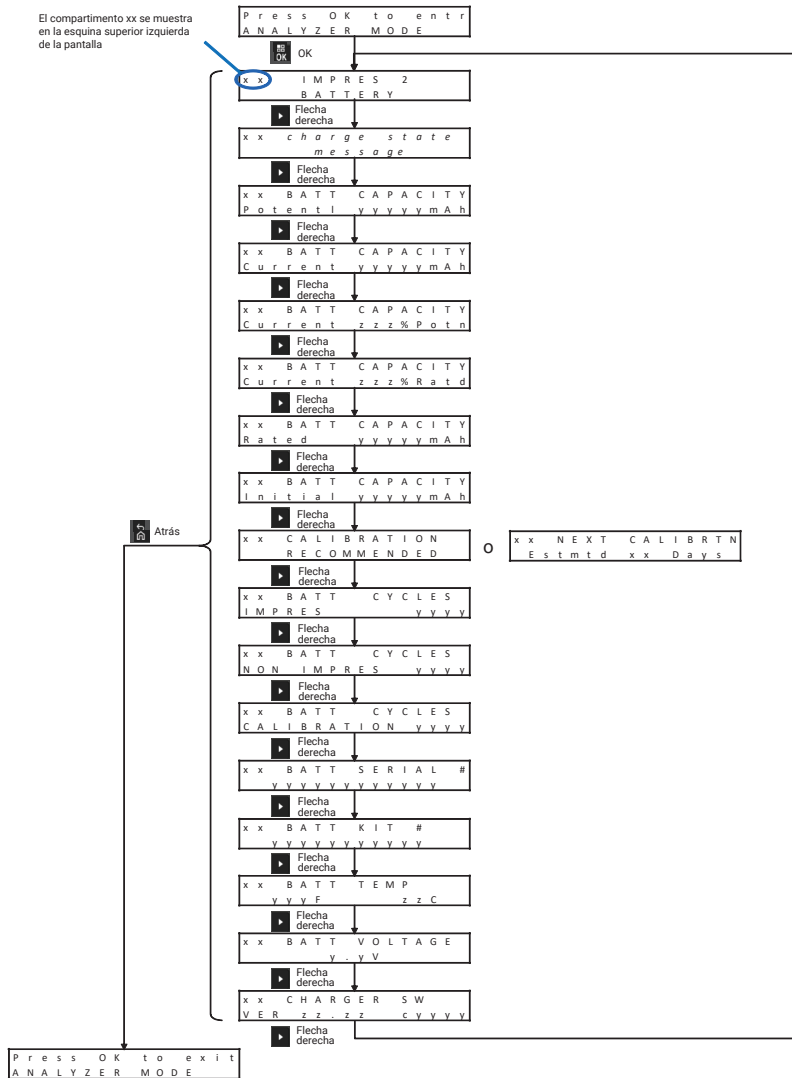 El compartimento xx se muestra
en la esquina superior izquierda
de la pantalla
Press OK to entr
ANALYZER MODE
OK
OK
xx IMPRES 2
BATTERY
Flecha
derecha
xx charge state
message
Flecha
derecha
xx BATT CAPACITY
Potentl yyyyymAh
Flecha
derecha
xx BATT CAPACITY
Current yyyyymAh
Flecha
derecha
xx BATT CAPACITY
Current zzz%Potn
Flecha
derecha
xx BATT CAPACITY
Current zzz%Ratd
Flecha
derecha
xx BATT CAPACITY
Rated yyyyymAh
Flecha
derecha
xx BATT CAPACITY
Initial yyyyymAh
Flecha
derecha
Atrás
xx CALIBRATION
RECOMMENDED
o
xx NEXT CALIBRTN
Estmtd xx Days
Flecha
derecha
xx BATT CYCLES
IMPRES yyyy
Flecha
derecha
xx BATT CYCLES
NON IMPRES yyyy
Flecha
derecha
xx BATT CYCLES
CALIBRATION yyyy
Flecha
derecha
xx BATT SERIAL #
yyyyyyyyyyyy
Flecha
derecha
xx BATT KIT #
yyyyyyyyyyy
Flecha
derecha
xx BATT TEMP
yyyF zzC
Flecha
derecha
xx BATT VOLTAGE
y.yV
Flecha
derecha
xx CHARGER SW
VER zz.zz cyyyy
Flecha
derecha
Press OK to exit
ANALYZER MODE